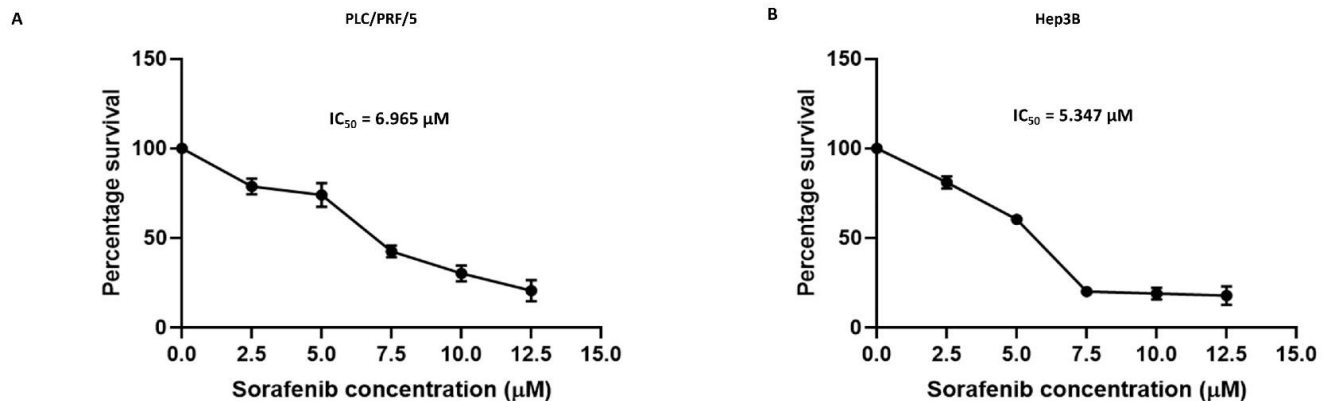 A
PLC/PRF/5
150
100
50
0
Percentage survival
IC₅₀ = 6.965 µM
0.0 2.5 5.0 7.5 10.0 12.5 15.0
Sorafenib concentration (µM)
B
Hep3B
150
100
50
0
Percentage survival
IC₅₀ = 5.347 µM
0.0 2.5 5.0 7.5 10.0 12.5 15.0
Sorafenib concentration (µM)